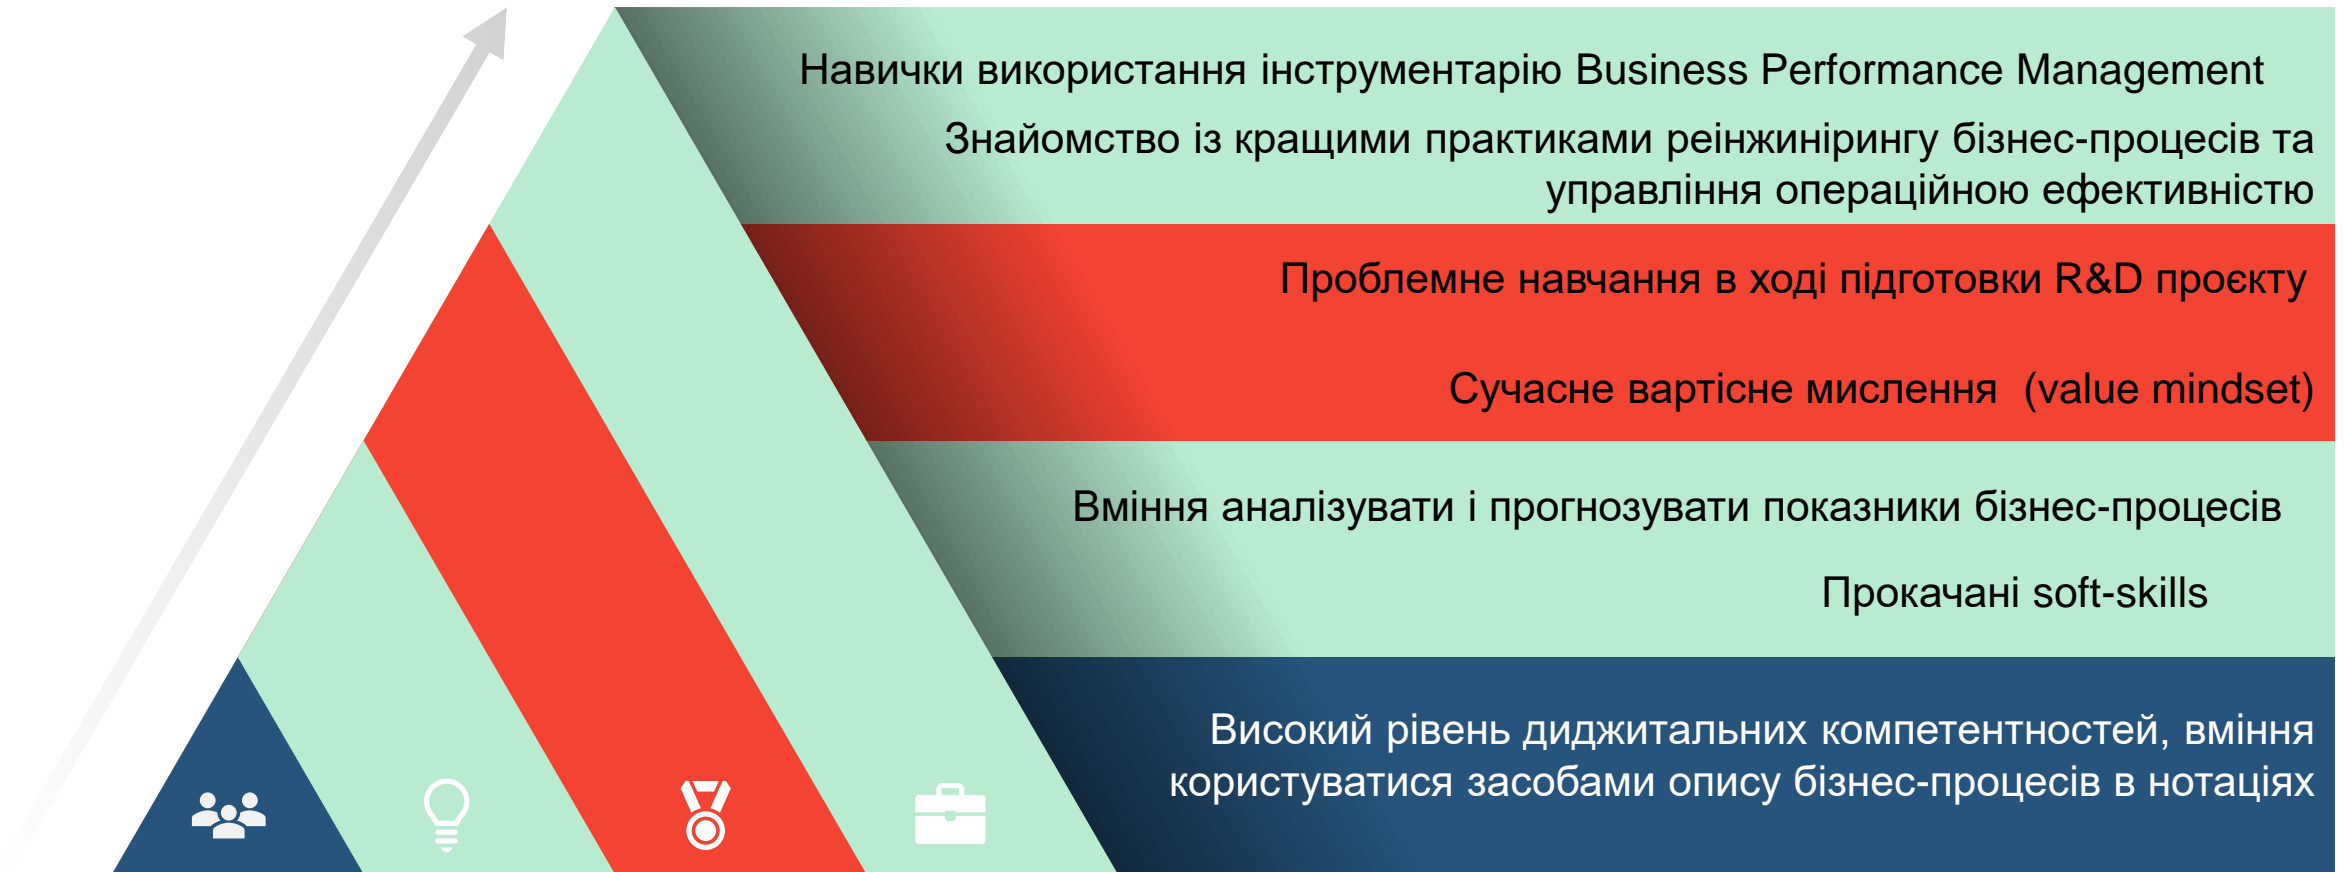 Навички використання інструментарію Business Performance Management
Знайомство із кращими практиками реінжинірингу бізнес-процесів та
управління операційною ефективністю
Проблемне навчання в ході підготовки R&D проєкту
Сучасне вартісне мислення (value mindset)
Вміння аналізувати і прогнозувати показники бізнес-процесів
Прокачані soft-skills
Високий рівень диджитальних компетентностей, вміння
користуватися засобами опису бізнес-процесів в нотаціях